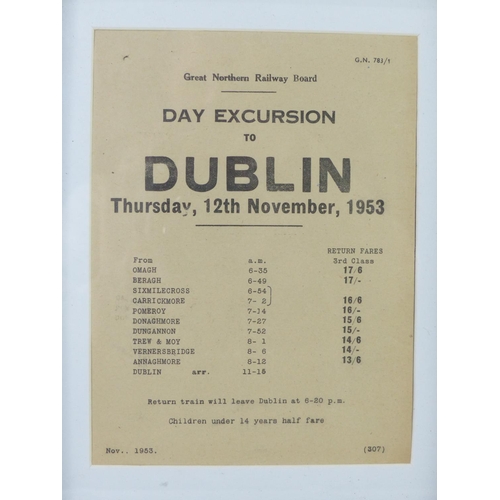 G.N. 783/9
Great Northern Railway Board
DAY EXCURSION
TO
DUBLIN
Thursday, 12th November, 1953
RETURN FARES
From a.m. 3rd Class
OMAGH 6-35 17/6
BERAGH 6-49 17/-
SIXMILECROSS 6-54
CARRICKMORE 7- 2 16/6
POMEROY 7-14 16/-
DONAGHMORE 7-27 15/6
DUNGANNON 7-52 15/-
TREW & MOY 8- 1 14/6
VERNERSBRIDGE 8- 6 14/-
ANNAGHMORE 8-12 13/6
DUBLIN arr. 11-15
Return train will leave Dublin at 6-20 p.m.
Children under 14 years half fare
Nov., 1953. (207)